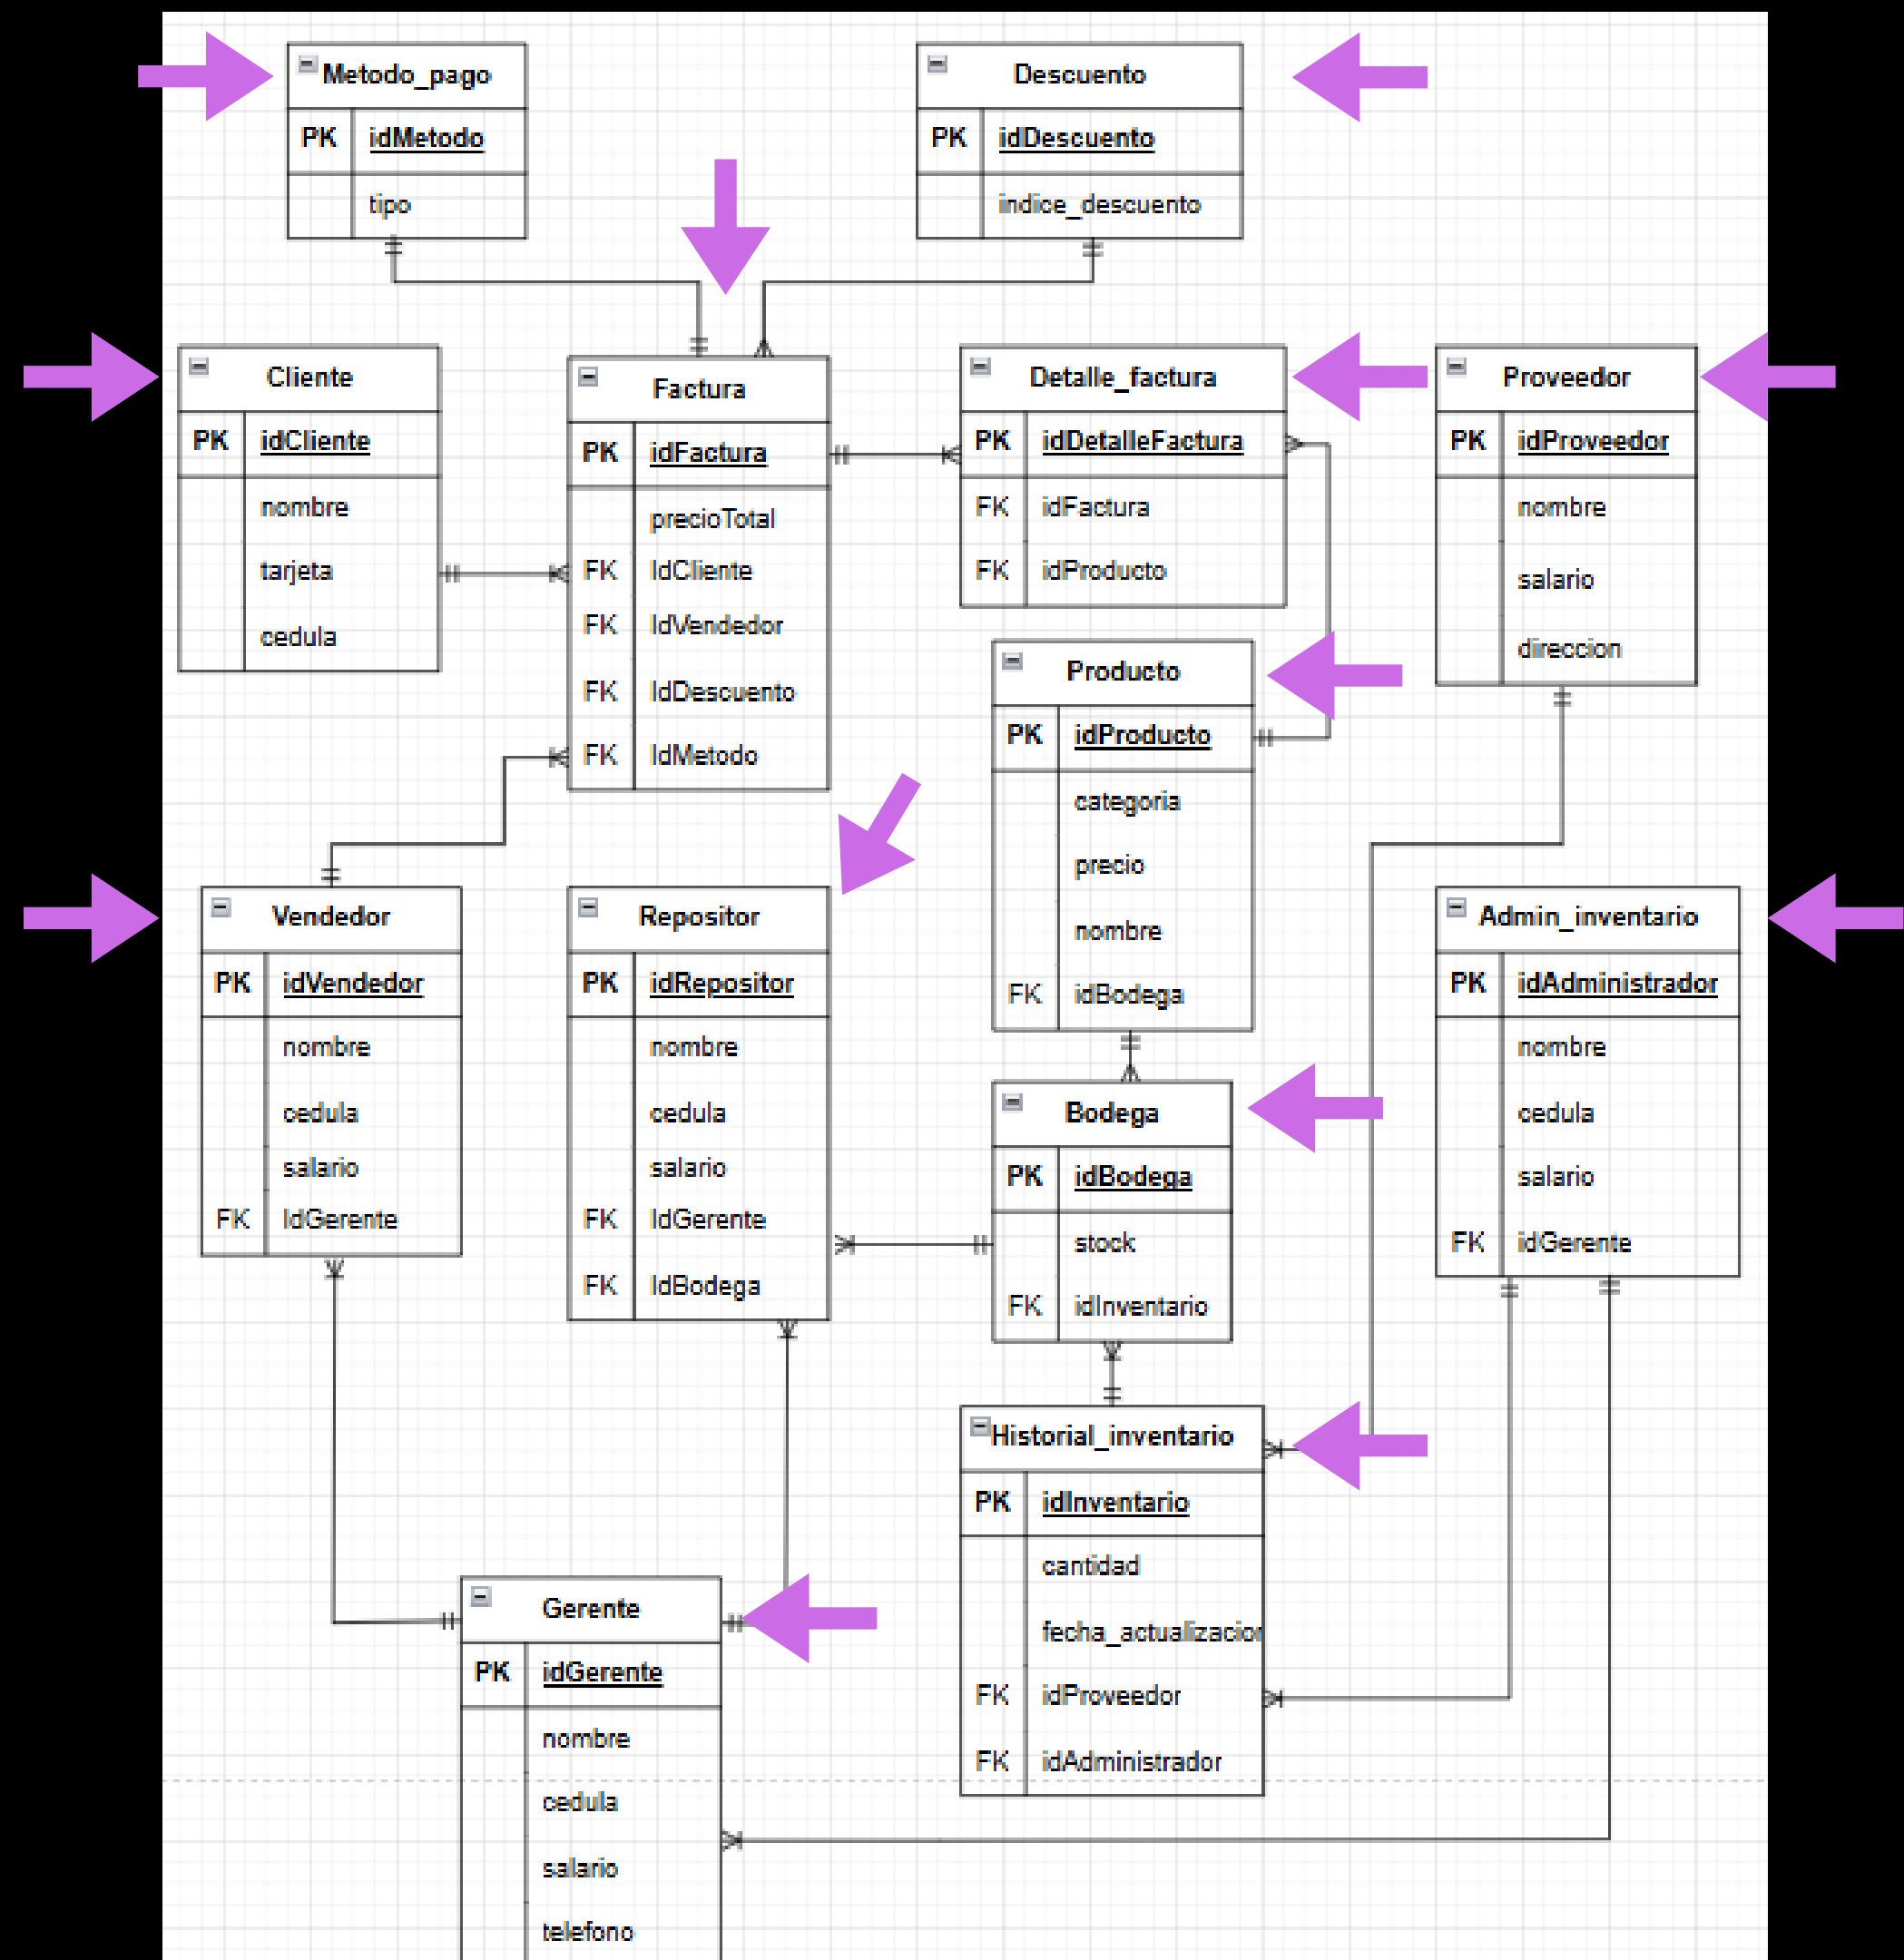 Metodo_pago
PK idMetodo
tipo
Descuento
PK idDescuento
indice_descuento
Cliente
PK idCliente
nombre
tarjeta
cedula
Factura
PK idFactura
precioTotal
FK IdCliente
FK IdVendedor
FK IdDescuento
FK IdMetodo
Detalle_factura
PK idDetalleFactura
FK idFactura
FK idProducto
Proveedor
PK idProveedor
nombre
salario
direccion
Producto
PK idProducto
categoria
precio
nombre
FK idBodega
Vendedor
PK idVendedor
nombre
cedula
salario
FK IdGerente
Repositor
PK idRepositor
nombre
cedula
salario
FK IdGerente
FK IdBodega
Bodega
PK idBodega
stock
FK idInventario
Admin_inventario
PK idAdministrador
nombre
cedula
salario
FK idGerente
Historial_inventario
PK idInventario
cantidad
fecha_actualizacion
FK idProveedor
FK idAdministrador
Gerente
PK idGerente
nombre
cedula
salario
telefono